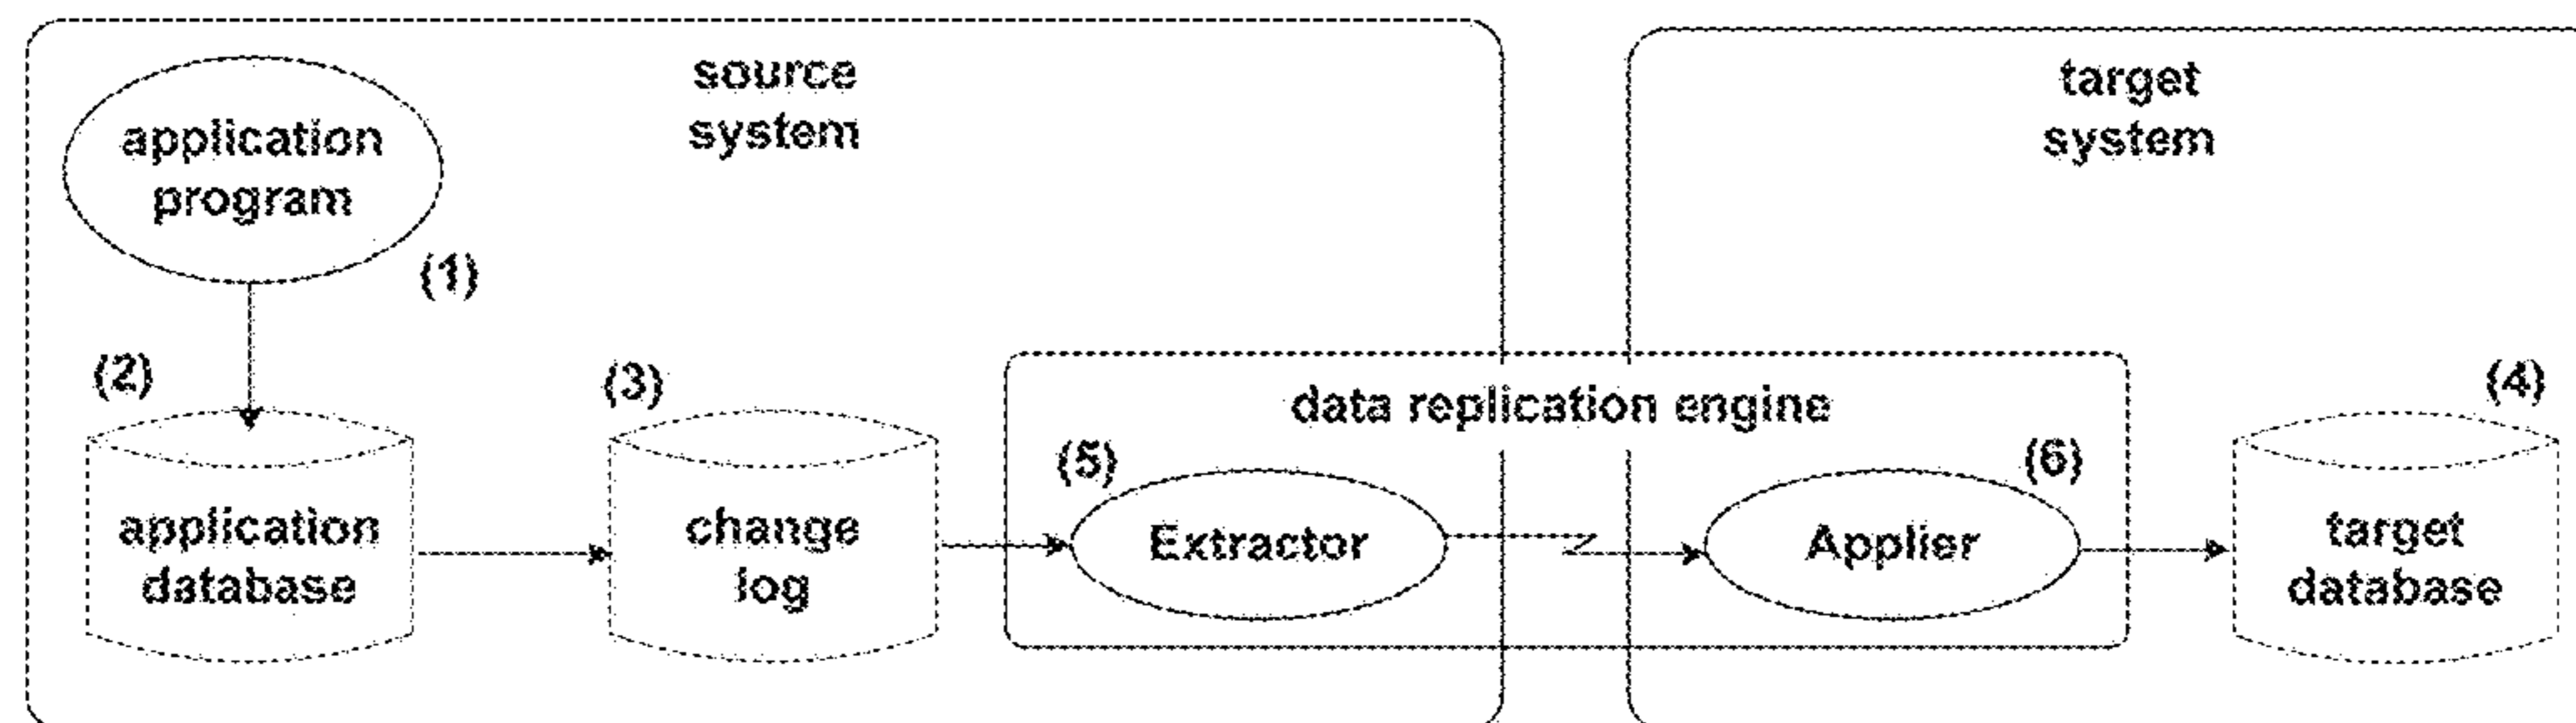 source
system
target
system
application
program
(1)
(2)
(3)
data replication engine
(4)
(5)
(6)
application
database
change
log
Extractor
Applier
target
database